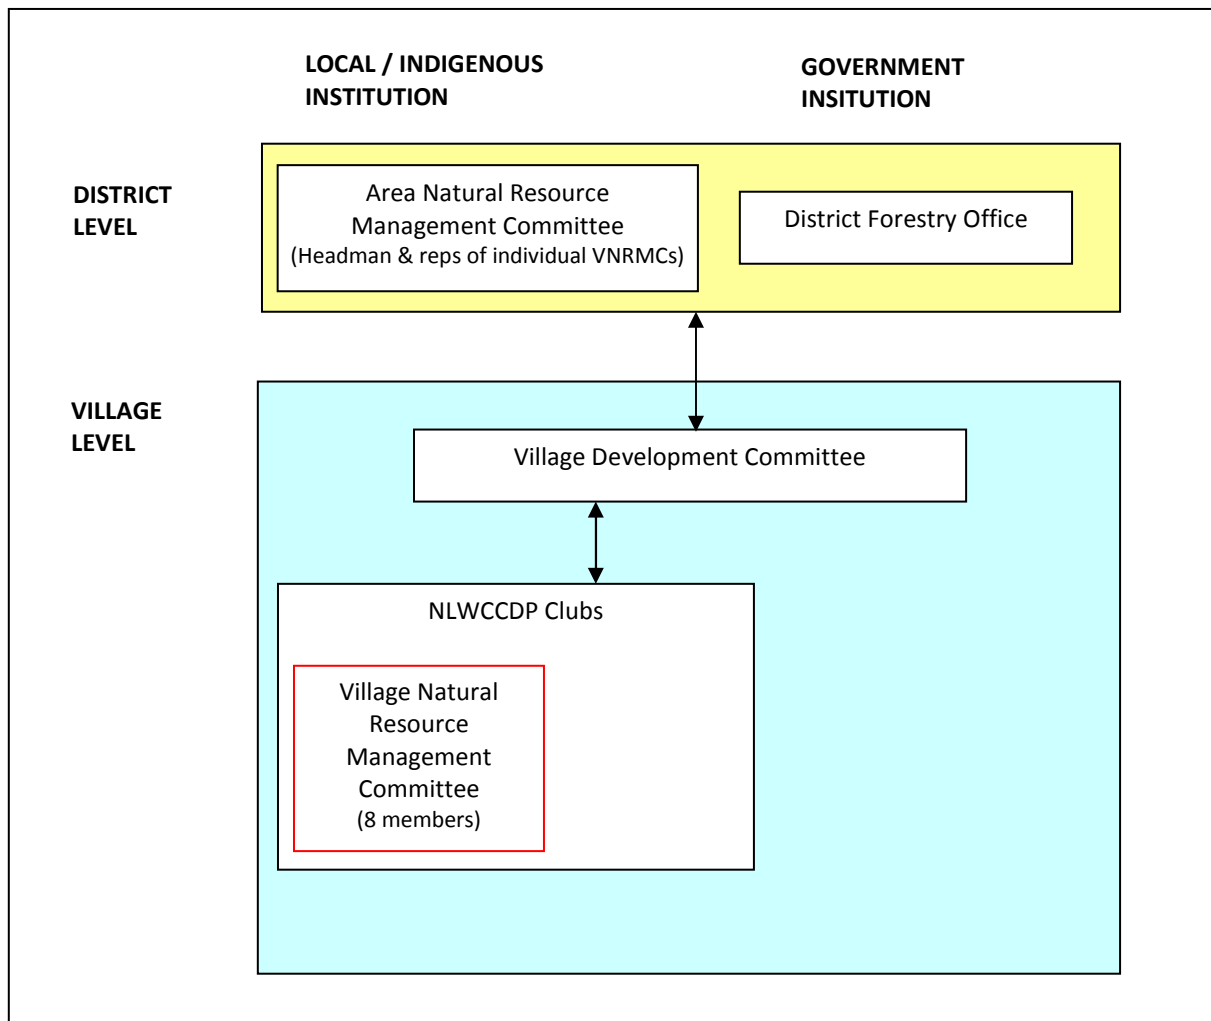 LOCAL / INDIGENOUS
INSTITUTION
GOVERNMENT
INSITUTION
DISTRICT
LEVEL
Area Natural Resource
Management Committee
(Headman & reps of individual VNRMCs)
District Forestry Office
VILLAGE
LEVEL
Village Development Committee
NLWCCDP Clubs
Village Natural
Resource
Management
Committee
(8 members)